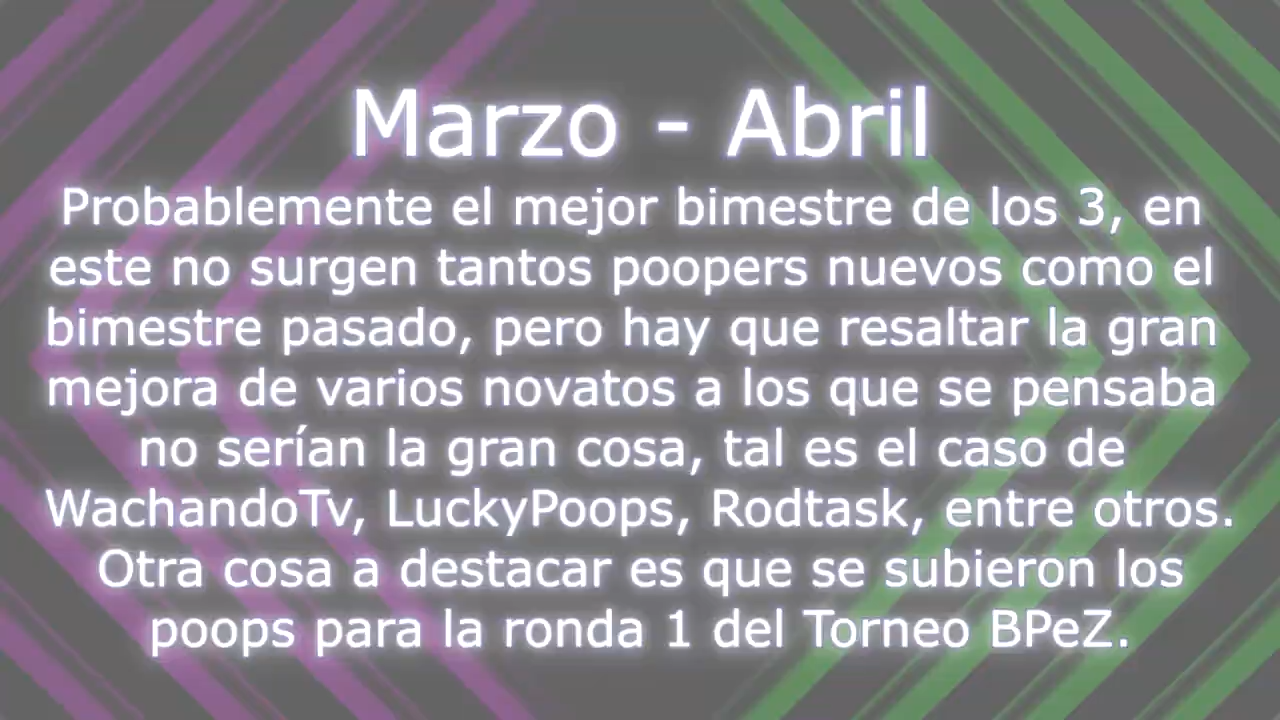 Marzo - Abril
Probablemente el mejor bimestre de los 3, en
este no surgen tantos poopers nuevos como el
bimestre pasado, pero hay que resaltar la gran
mejora de varios novatos a los que se pensaba
no serían la gran cosa, tal es el caso de
WachandoTv, LuckyPoops, Rodtask, entre otros.
Otra cosa a destacar es que se subieron los
poops para la ronda 1 del Torneo BPeZ.